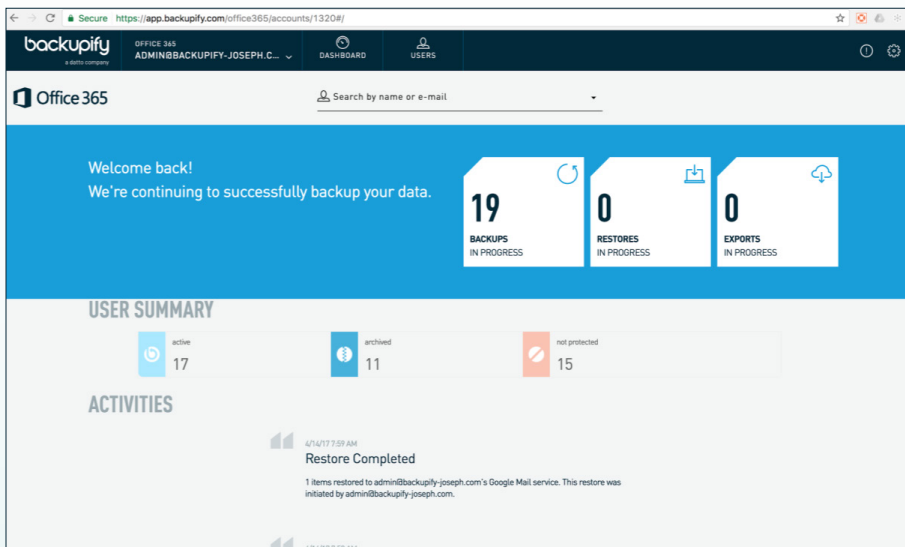 Secure https://app.backupify.com/office365/accounts/1320#/
backupify
a datto company
OFFICE 365
ADMIN@BACKUPIFY-JOSEPH.C...
DASHBOARD
USERS
Office 365
Search by name or e-mail
Welcome back!
We're continuing to successfully backup your data.
19
BACKUPS
IN PROGRESS
0
RESTORES
IN PROGRESS
0
EXPORTS
IN PROGRESS
USER SUMMARY
active
17
archived
11
not protected
15
ACTIVITIES
4/14/17 7:59 AM
Restore Completed
1 items restored to admin@backupify-joseph.com's Google Mail service. This restore was
initiated by admin@backupify-joseph.com.